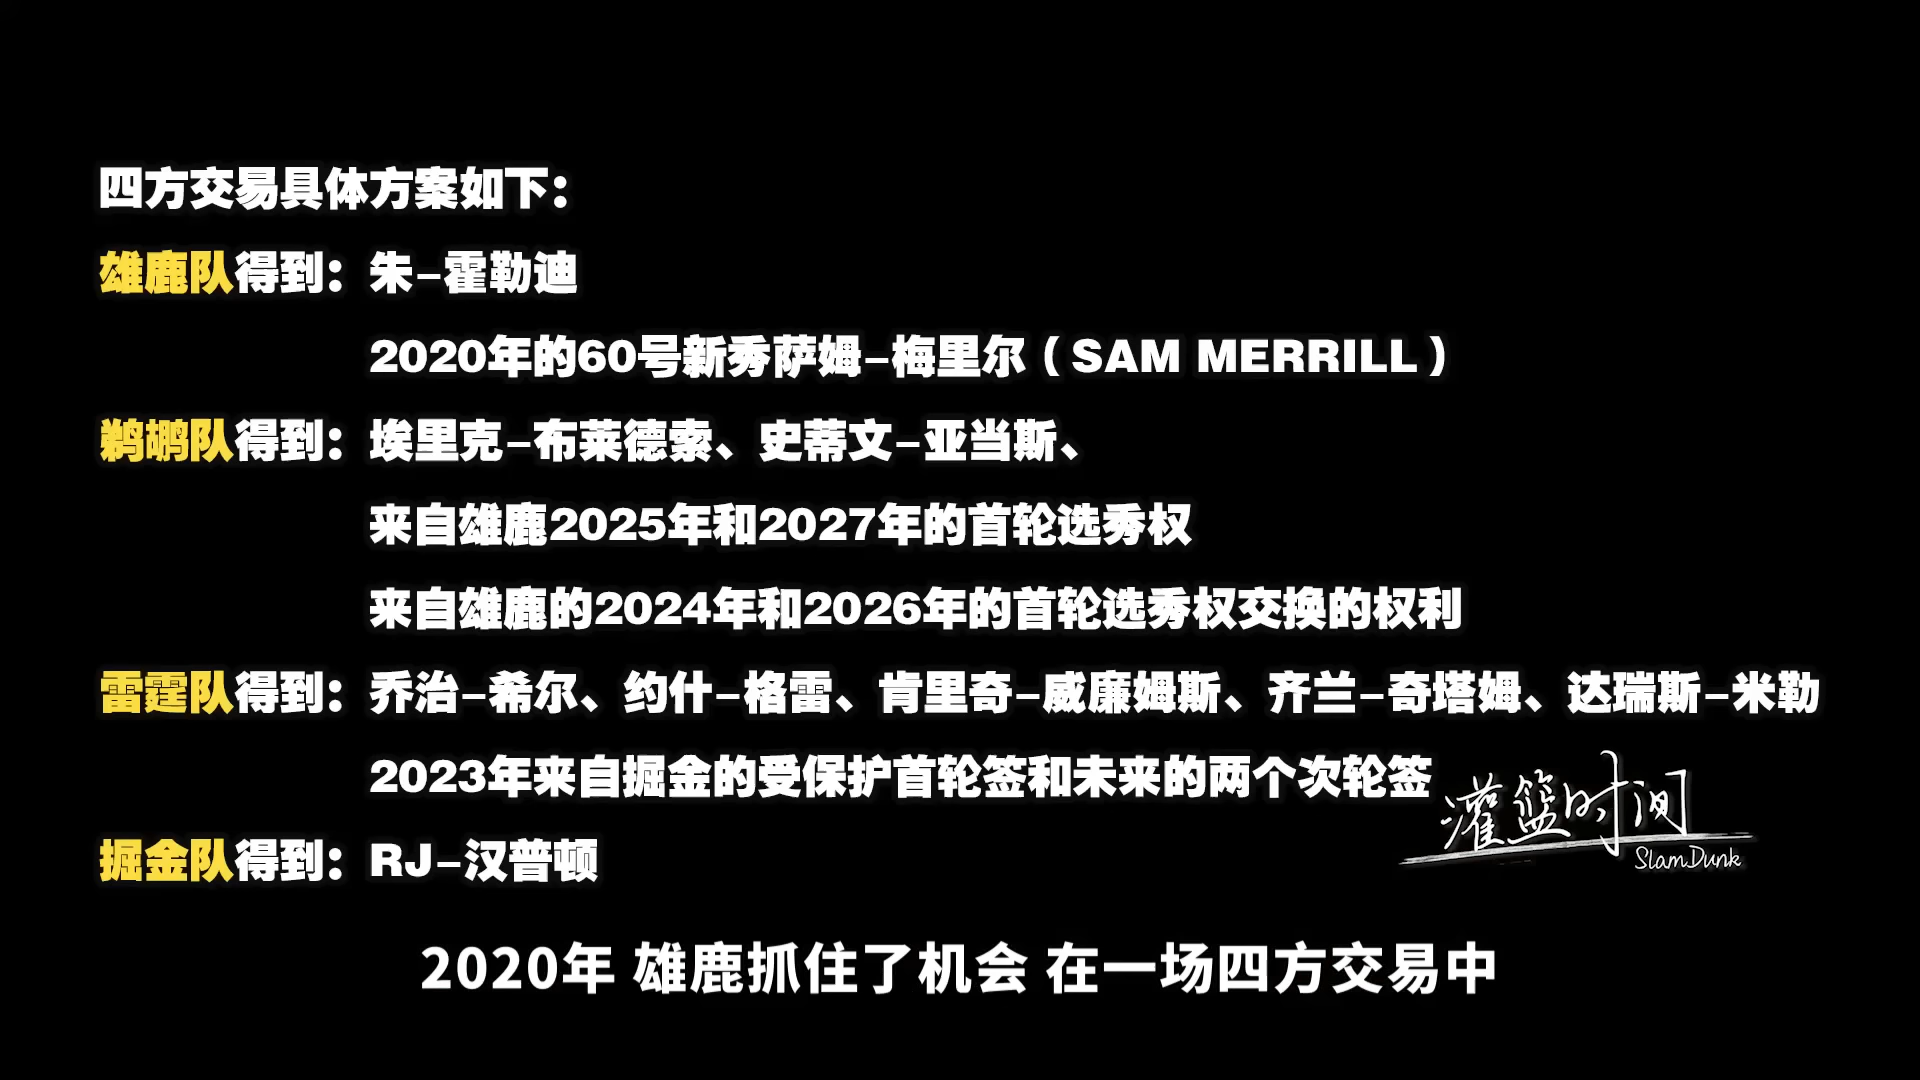 四方交易具体方案如下：
雄鹿队得到：朱-霍勒迪
2020年的60号新秀萨姆-梅里尔（SAM MERRILL）
鹈鹕队得到：埃里克-布莱德索、史蒂文-亚当斯、
来自雄鹿2025年和2027年的首轮选秀权
来自雄鹿的2024年和2026年的首轮选秀权交换的权利
雷霆队得到：乔治-希尔、约什-格雷、肯里奇-威廉姆斯、齐兰-奇塔姆、达瑞斯-米勒
2023年来自掘金的受保护首轮签和未来的两个次轮签
灌篮时间
SlamDunk
掘金队得到：RJ-汉普顿
2020年 雄鹿抓住了机会 在一场四方交易中